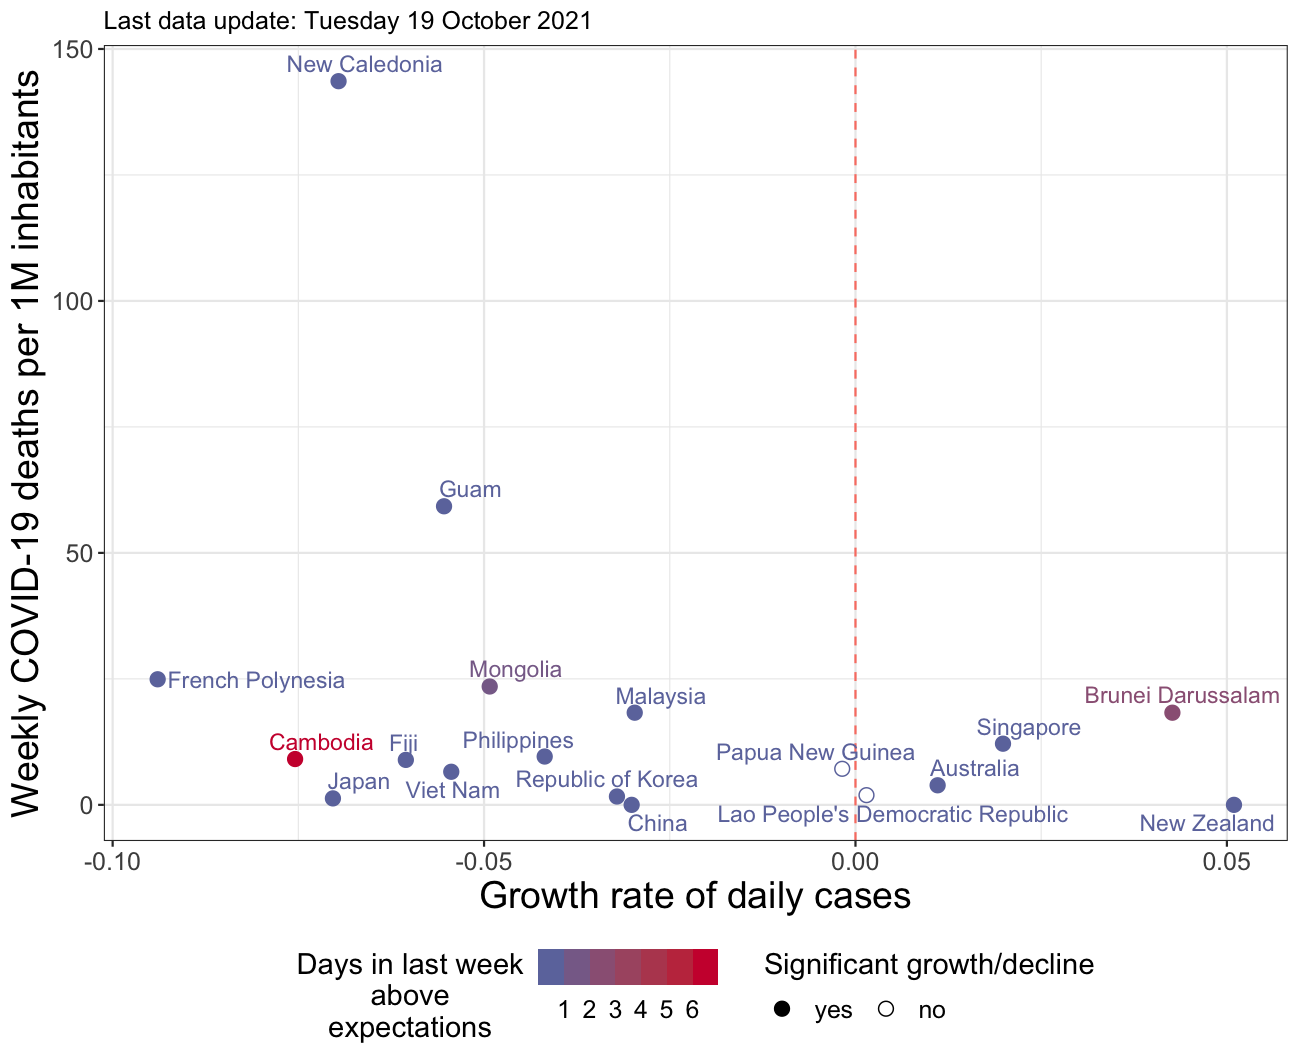 Last data update: Tuesday 19 October 2021
Weekly COVID-19 deaths per 1M inhabitants
150
100
50
0
New Caledonia
Guam
French Polynesia
Mongolia
Malaysia
Brunei Darussalam
Cambodia
Fiji
Philippines
Singapore
Papua New Guinea
Japan
Viet Nam
Republic of Korea
Australia
China
Lao People's Democratic Republic
New Zealand
-0.10
-0.05
0.00
0.05
Growth rate of daily cases
Days in last week
above
expectations
1 2 3 4 5 6
Significant growth/decline
yes
no